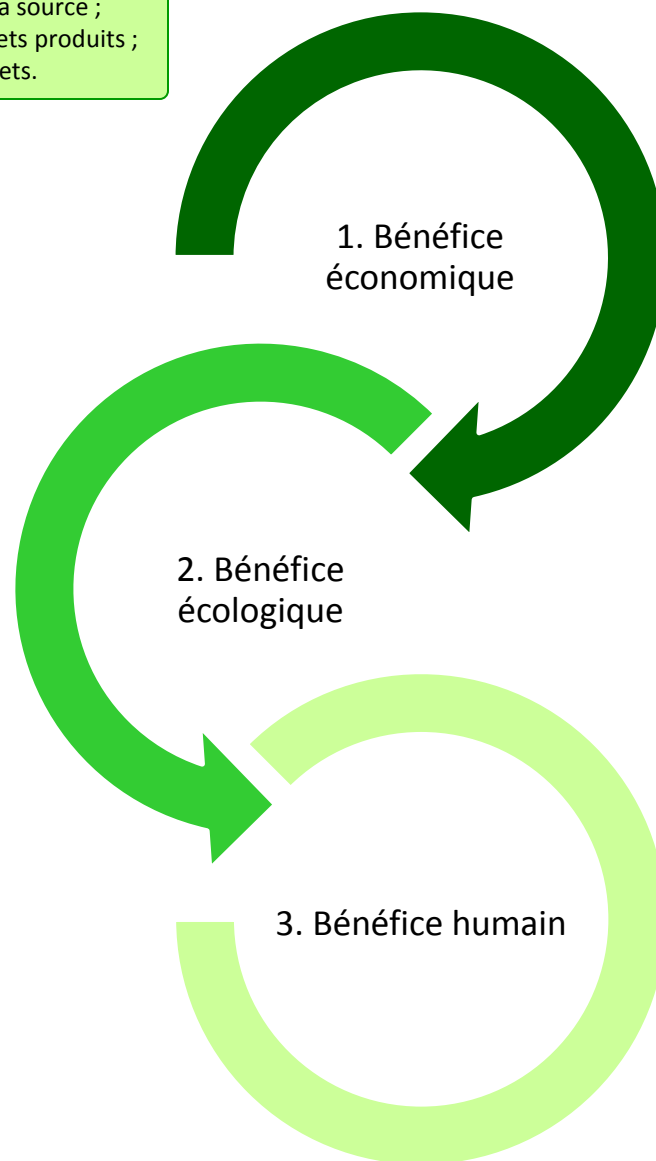 a source ;
ets produits ;
ets.
1. Bénéfice
économique
2. Bénéfice
écologique
3. Bénéfice humain